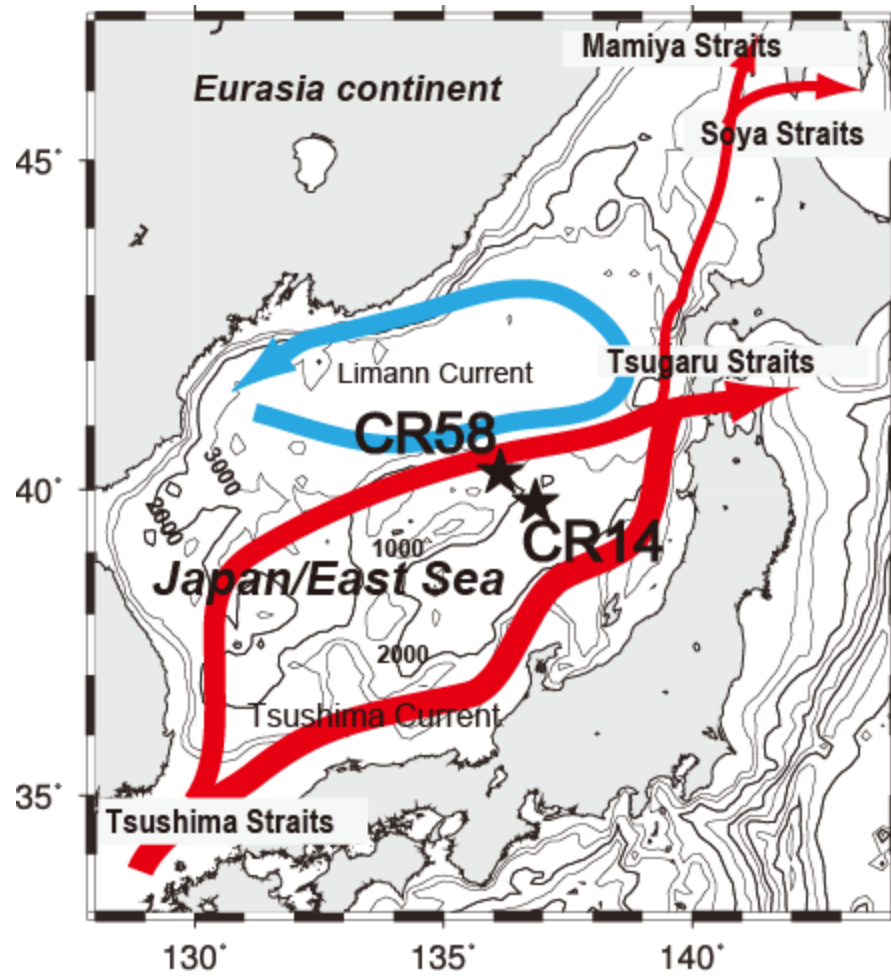 Mamiya Straits
Eurasia continent
Soya Straits
45°
Tsugaru Straits
Limann Current
CR58
3000
40°
2000
1000
CR14
Japan/East Sea
2000
Tsushima Current
35°
Tsushima Straits
130°
135°
140°